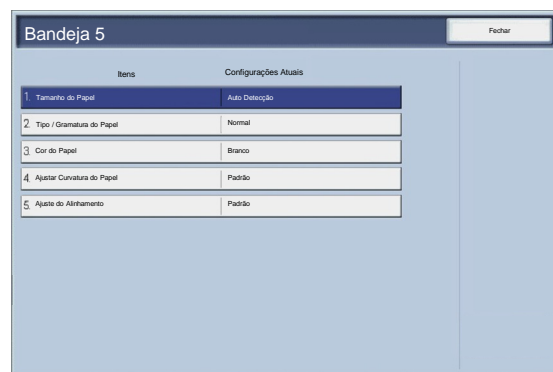 Bandeja 5
Fechar
Itens Configurações Atuais
1. Tamanho do Papel Auto Detecção
2. Tipo / Gramatura do Papel Normal
3. Cor do Papel Branco
4. Ajustar Curvatura do Papel Padrão
5. Ajuste do Alinhamento Padrão